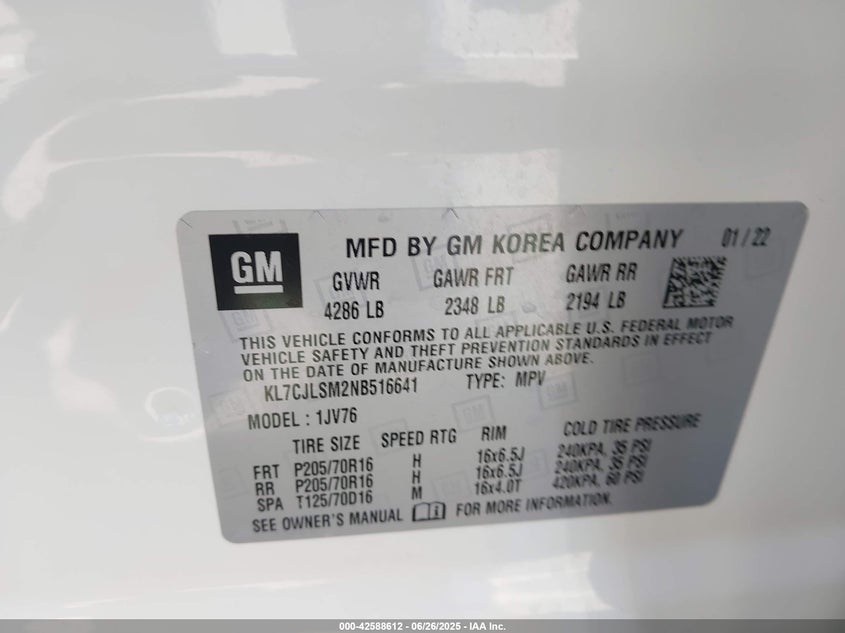 GM
MFD BY GM KOREA COMPANY 01/22
GVWR GAWR FRT GAWR RR
4286 LB 2348 LB 2194 LB
THIS VEHICLE CONFORMS TO ALL APPLICABLE U.S. FEDERAL MOTOR
VEHICLE SAFETY AND THEFT PREVENTION STANDARDS IN EFFECT
ON THE DATE OF MANUFACTURE SHOWN ABOVE.
KL7CJLSM2NB516641 TYPE: MPV
MODEL: 1JV76
TIRE SIZE SPEED RTG RIM COLD TIRE PRESSURE
FRT P205/70R16 H 16x6.5J 240KPA, 35 PSI
RR P205/70R16 H 16x6.5J 240KPA, 35 PSI
SPA T125/70D16 M 16x4.0T 420KPA, 60 PSI
SEE OWNER'S MANUAL FOR MORE INFORMATION.
000-42588612 - 06/26/2025 - IAA Inc.